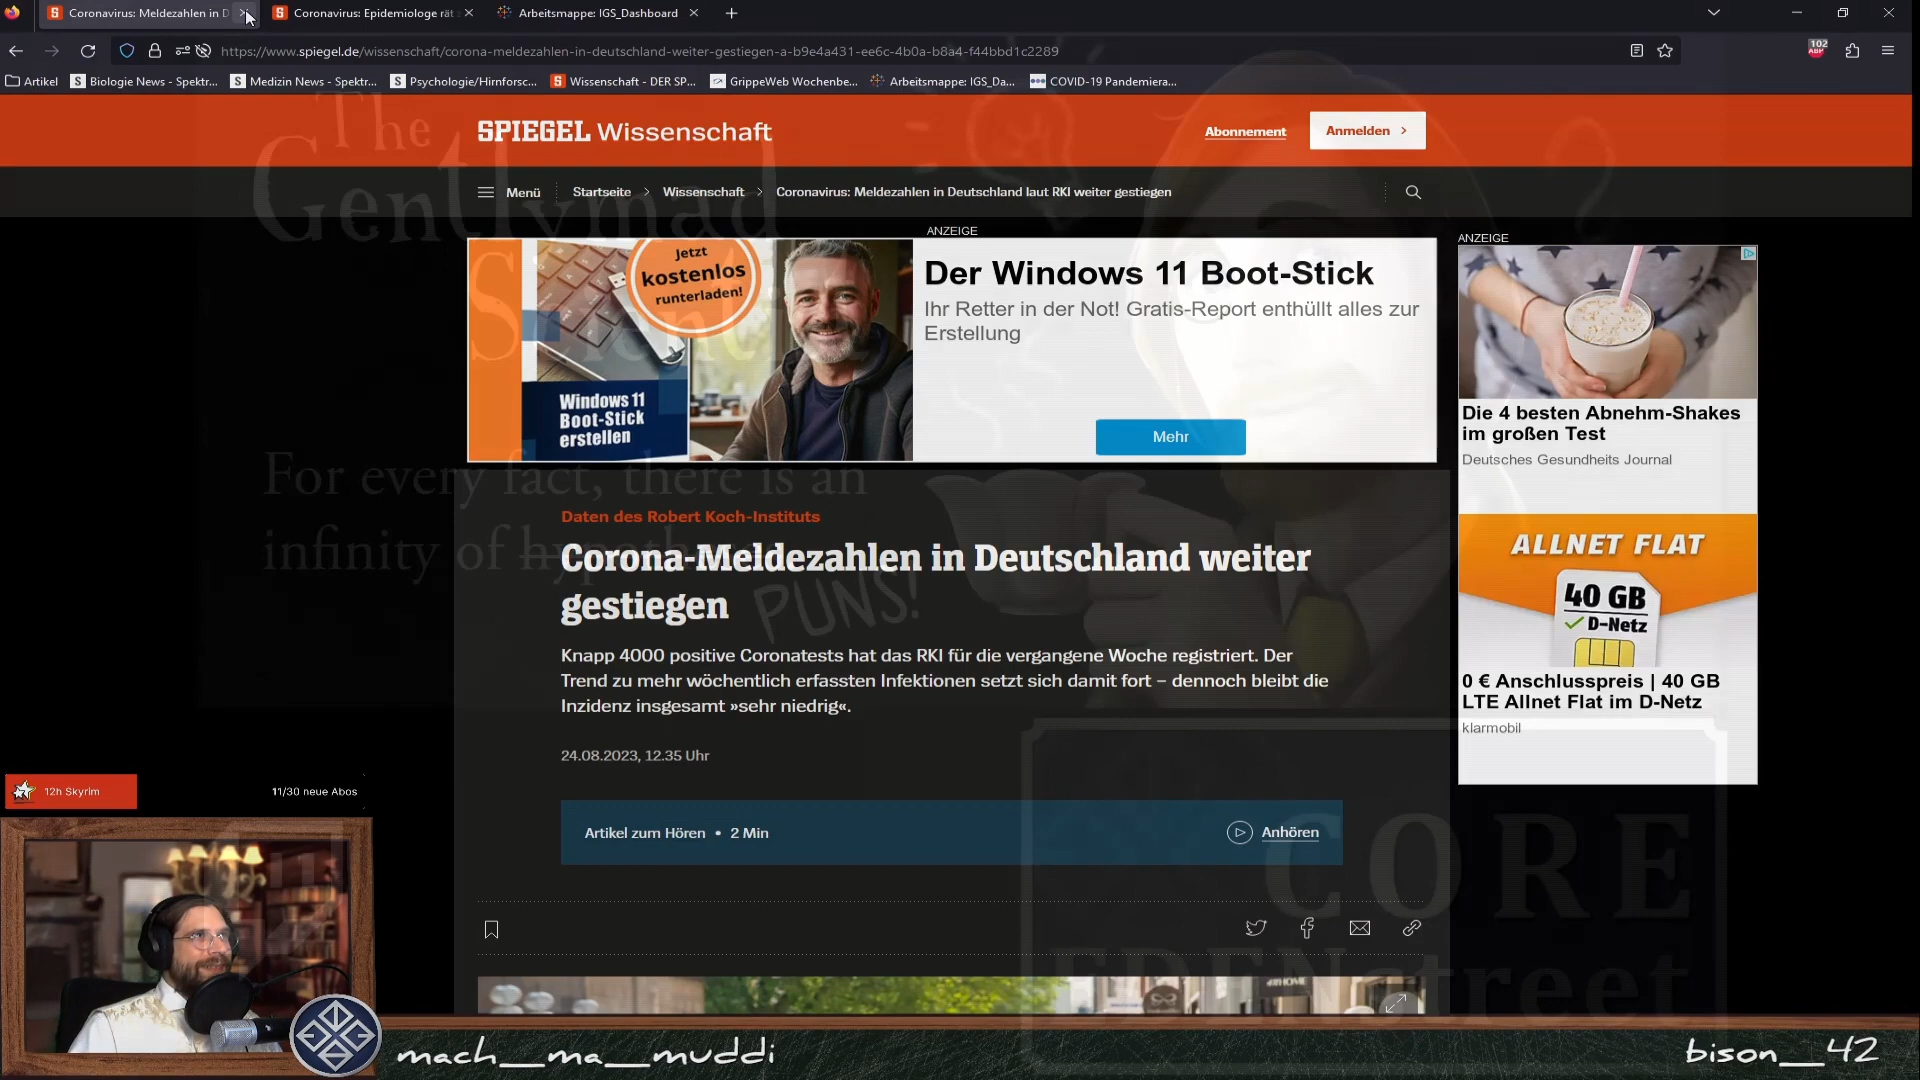 Coronavirus: Meldezahlen in D
Coronavirus: Epidemiologe rät
Arbeitsmappe: IGS_Dashboard
https://www.spiegel.de/wissenschaft/corona-meldezahlen-in-deutschland-weiter-gestiegen-a-b9e4a431-ee6c-4b0a-b8a4-f44bbd1c2289
102
ABP
Artikel
Biologie News - Spektr...
Medizin News - Spektr...
Psychologie/Hirnforsc...
Wissenschaft - DER SP...
GrippeWeb Wochenbe...
Arbeitsmappe: IGS_Da...
COVID-19 Pandemiera...
SPIEGEL Wissenschaft
Abonnement
Anmelden
Menü
Startseite
Wissenschaft
Coronavirus: Meldezahlen in Deutschland laut RKI weiter gestiegen
The
Gentlymad
ANZEIGE
Jetzt
kostenlos
runterladen!
Windows 11
Boot-Stick
erstellen
Der Windows 11 Boot-Stick
Ihr Retter in der Not! Gratis-Report enthüllt alles zur
Erstellung
Mehr
ANZEIGE
Die 4 besten Abnehm-Shakes
im großen Test
Deutsches Gesundheits Journal
ALLNET FLAT
40 GB
D-Netz
0 € Anschlusspreis | 40 GB
LTE Allnet Flat im D-Netz
klarmobil
For every fact, there is an
infinity of
PUNS!
Daten des Robert Koch-Instituts
Corona-Meldezahlen in Deutschland weiter
gestiegen
Knapp 4000 positive Coronatests hat das RKI für die vergangene Woche registriert. Der
Trend zu mehr wöchentlich erfassten Infektionen setzt sich damit fort – dennoch bleibt die
Inzidenz insgesamt »sehr niedrig«.
24.08.2023, 12.35 Uhr
Artikel zum Hören • 2 Min
Anhören
12h Skyrim
11/30 neue Abos
CORE
EDENstreet
mach__ma__muddi
bison__42